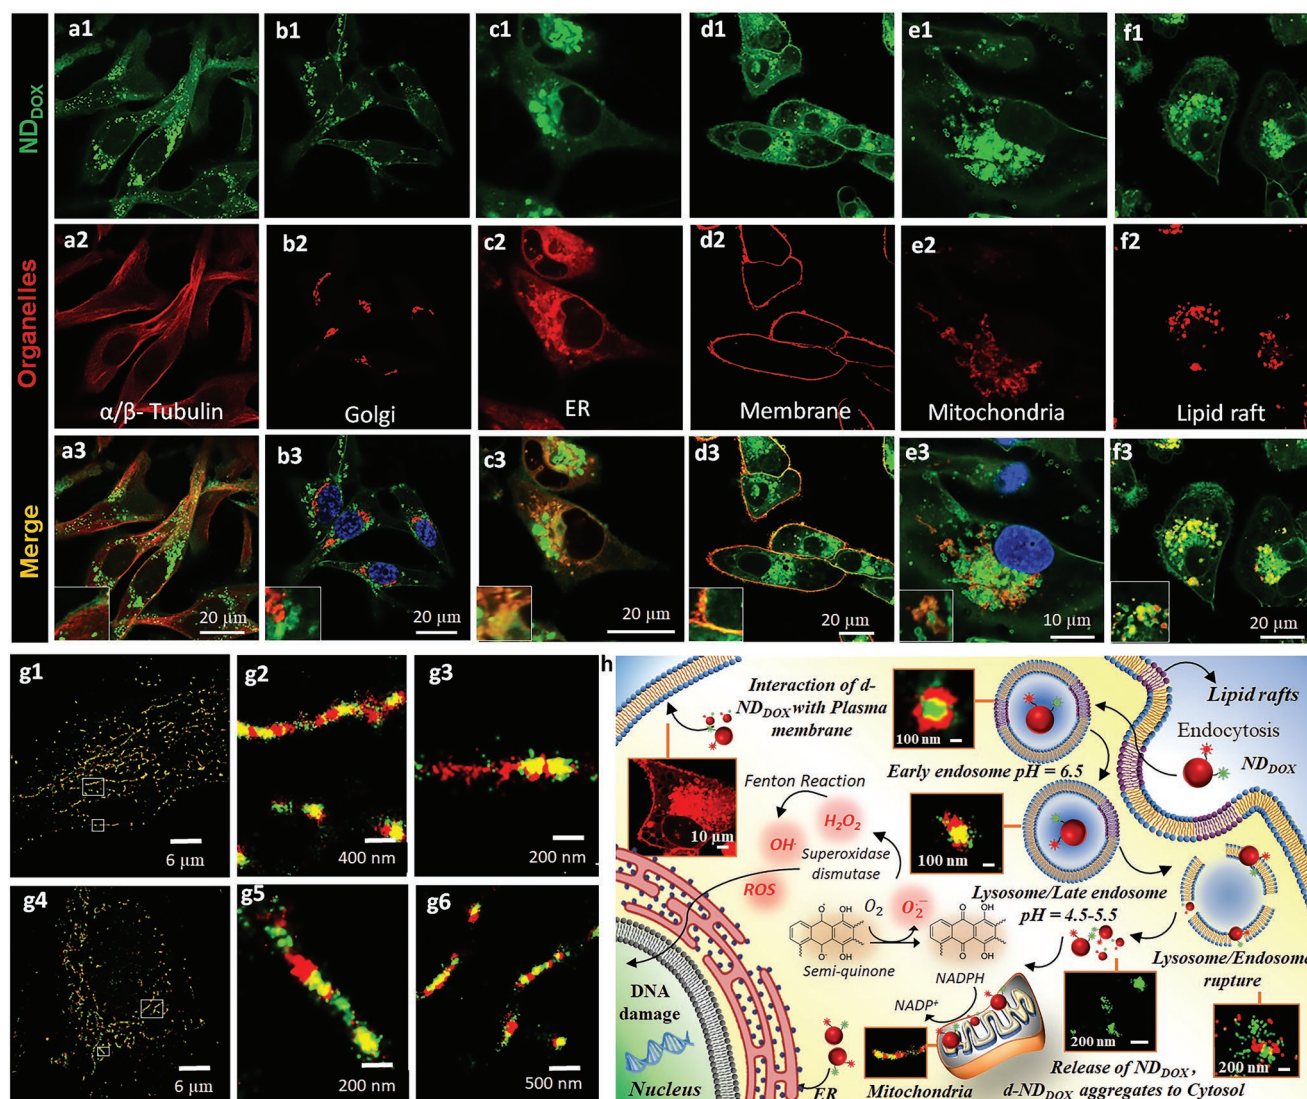 a1
b1
c1
d1
e1
f1
ND_DOX
a2
b2
c2
d2
e2
f2
Organelles
α/β- Tubulin
Golgi
ER
Membrane
Mitochondria
Lipid raft
a3
b3
c3
d3
e3
f3
Merge
20 µm
20 µm
20 µm
20 µm
10 µm
20 µm
g1
g2
g3
6 µm
400 nm
200 nm
g4
g5
g6
6 µm
200 nm
500 nm
h
Interaction of d-
ND_DOX with Plasma
membrane
100 nm
Lipid rafts
Endocytosis
ND_DOX
Early endosome pH = 6.5
10 µm
Fenton Reaction
H₂O₂
OH·
Superoxidase
dismutase
ROS
100 nm
Lysosome/Late endosome
pH = 4.5-5.5
O₂
O₂·⁻
O·
OH
O⁻
OH
Semi-quinone
O
OH
O
OH
NADPH
NADP⁺
Lysosome/Endosome
rupture
DNA
damage
Nucleus
ER
Mitochondria
200 nm
200 nm
Release of ND_DOX ,
d-ND_DOX aggregates to Cytosol